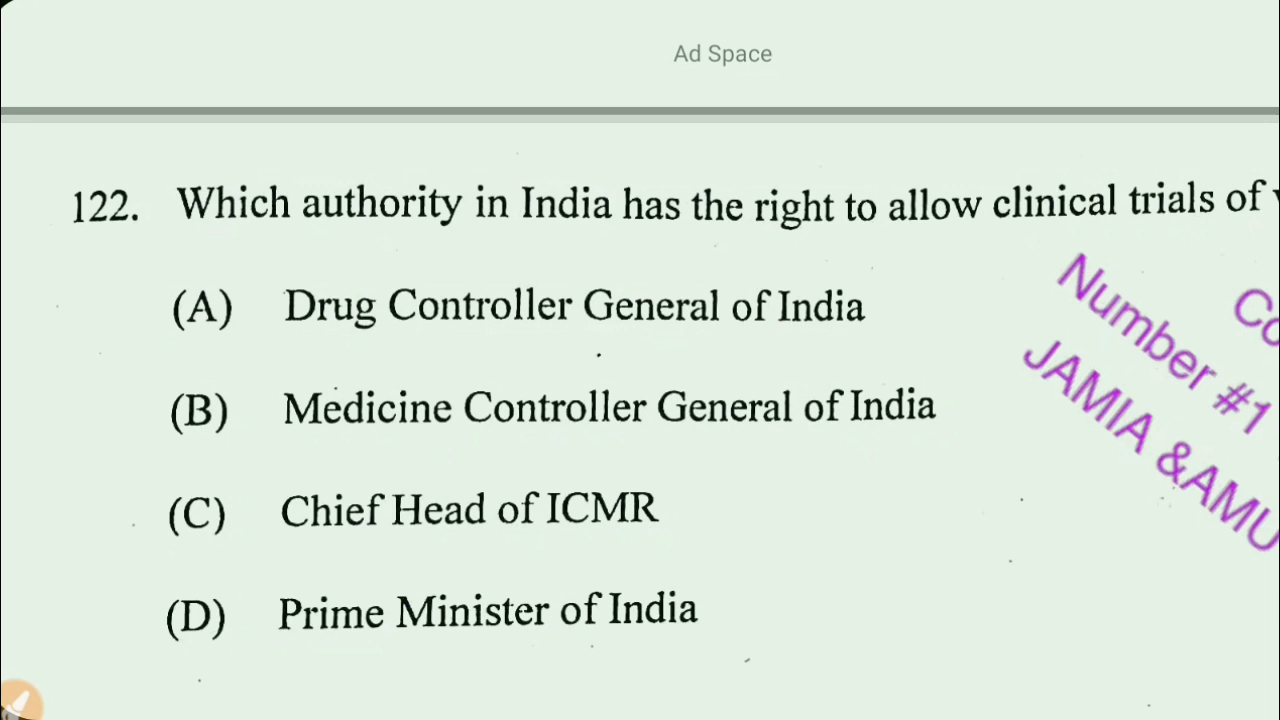 Ad Space
122. Which authority in India has the right to allow clinical trials of
(A) Drug Controller General of India
(B) Medicine Controller General of India
(C) Chief Head of ICMR
(D) Prime Minister of India
Co
Number #1
JAMIA &AMU